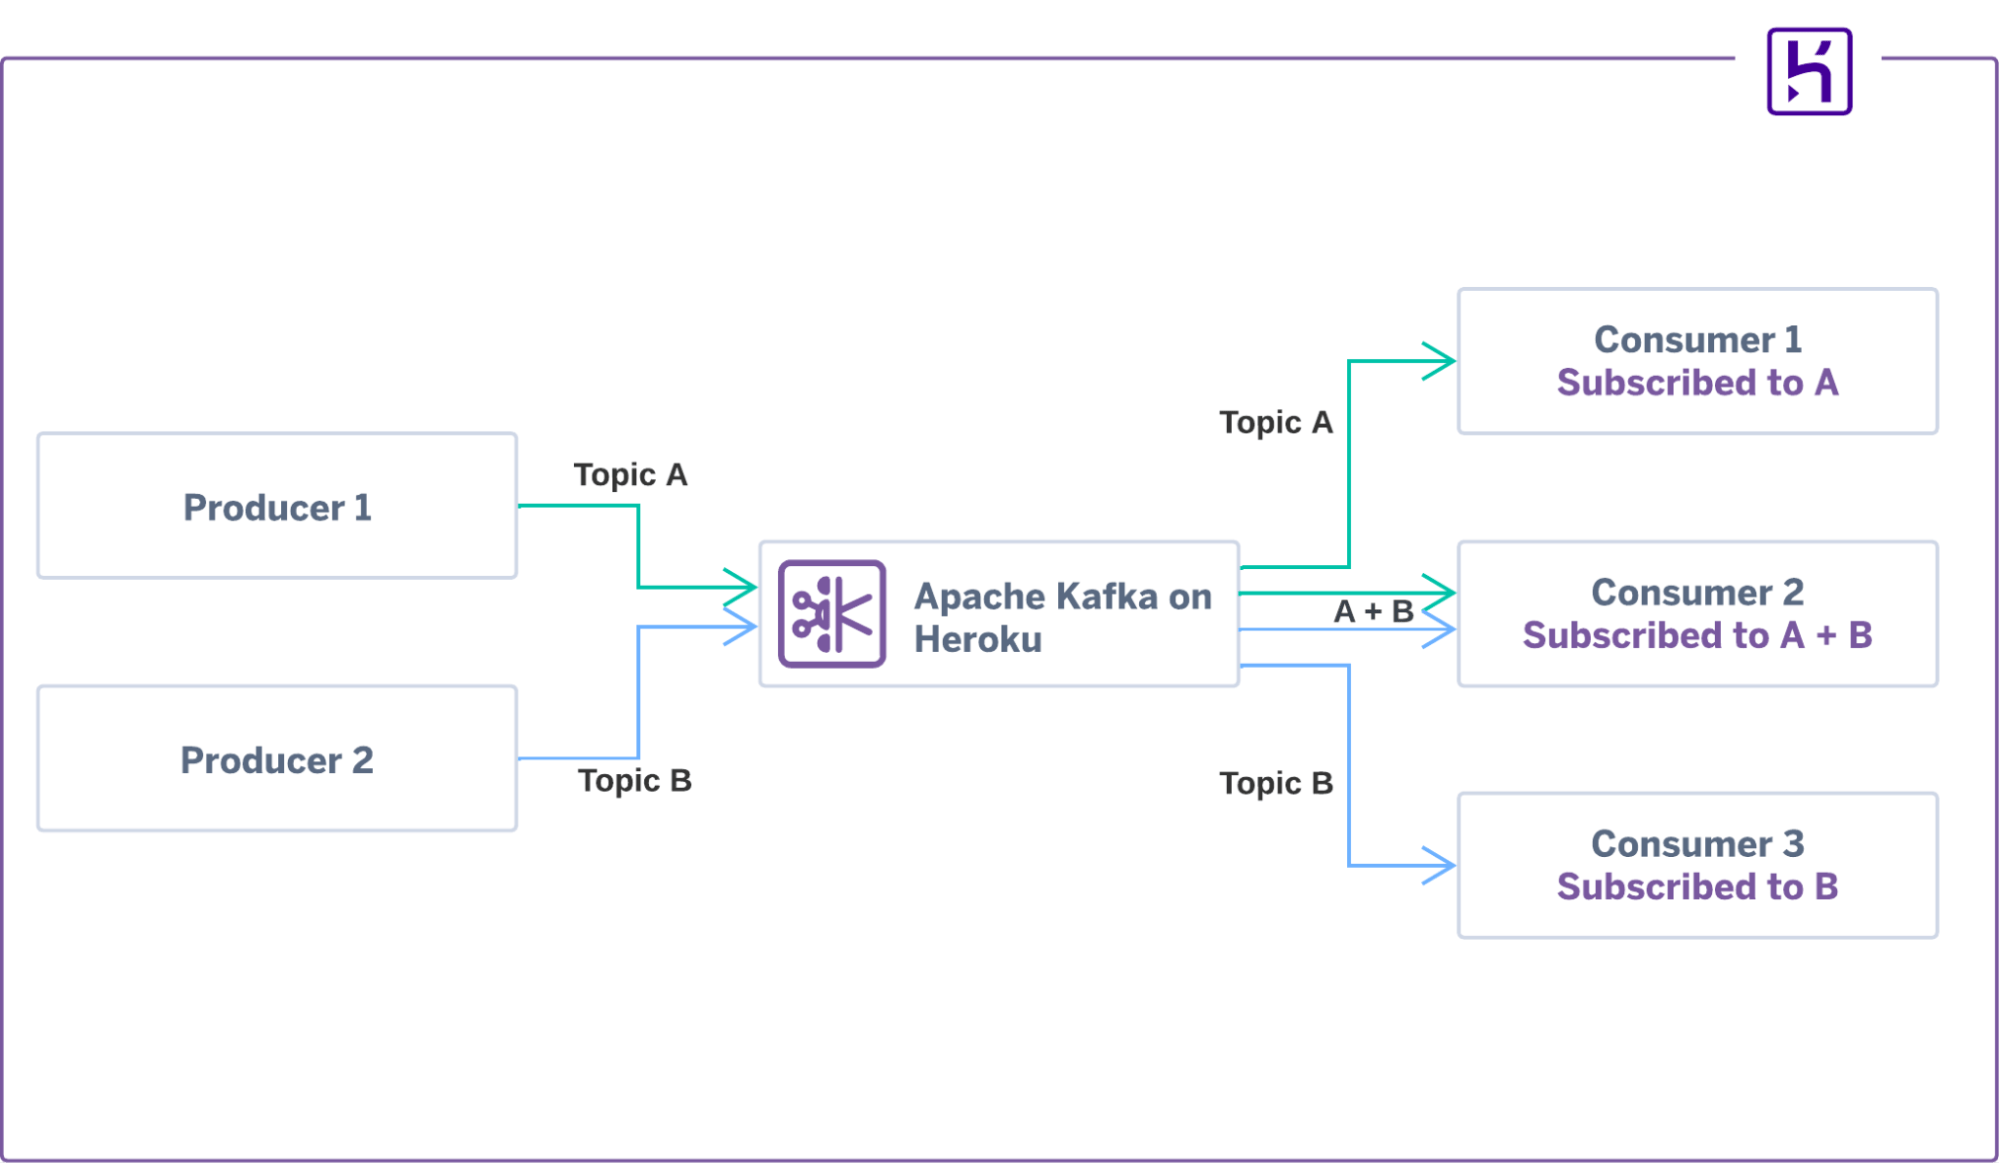 Producer 1
Topic A
Producer 2
Topic B
Apache Kafka on
Heroku
Topic A
A + B
Topic B
Consumer 1
Subscribed to A
Consumer 2
Subscribed to A + B
Consumer 3
Subscribed to B